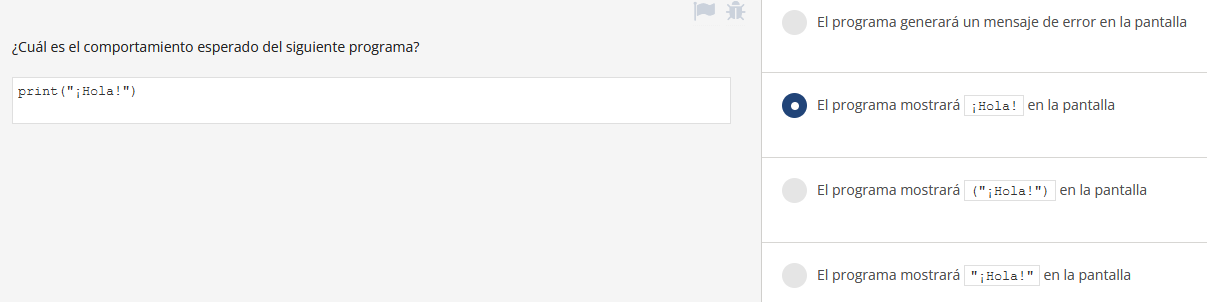 ¿Cuál es el comportamiento esperado del siguiente programa?
print("¡Hola!")
El programa generará un mensaje de error en la pantalla
El programa mostrará ¡Hola! en la pantalla
El programa mostrará ("¡Hola!") en la pantalla
El programa mostrará "¡Hola!" en la pantalla